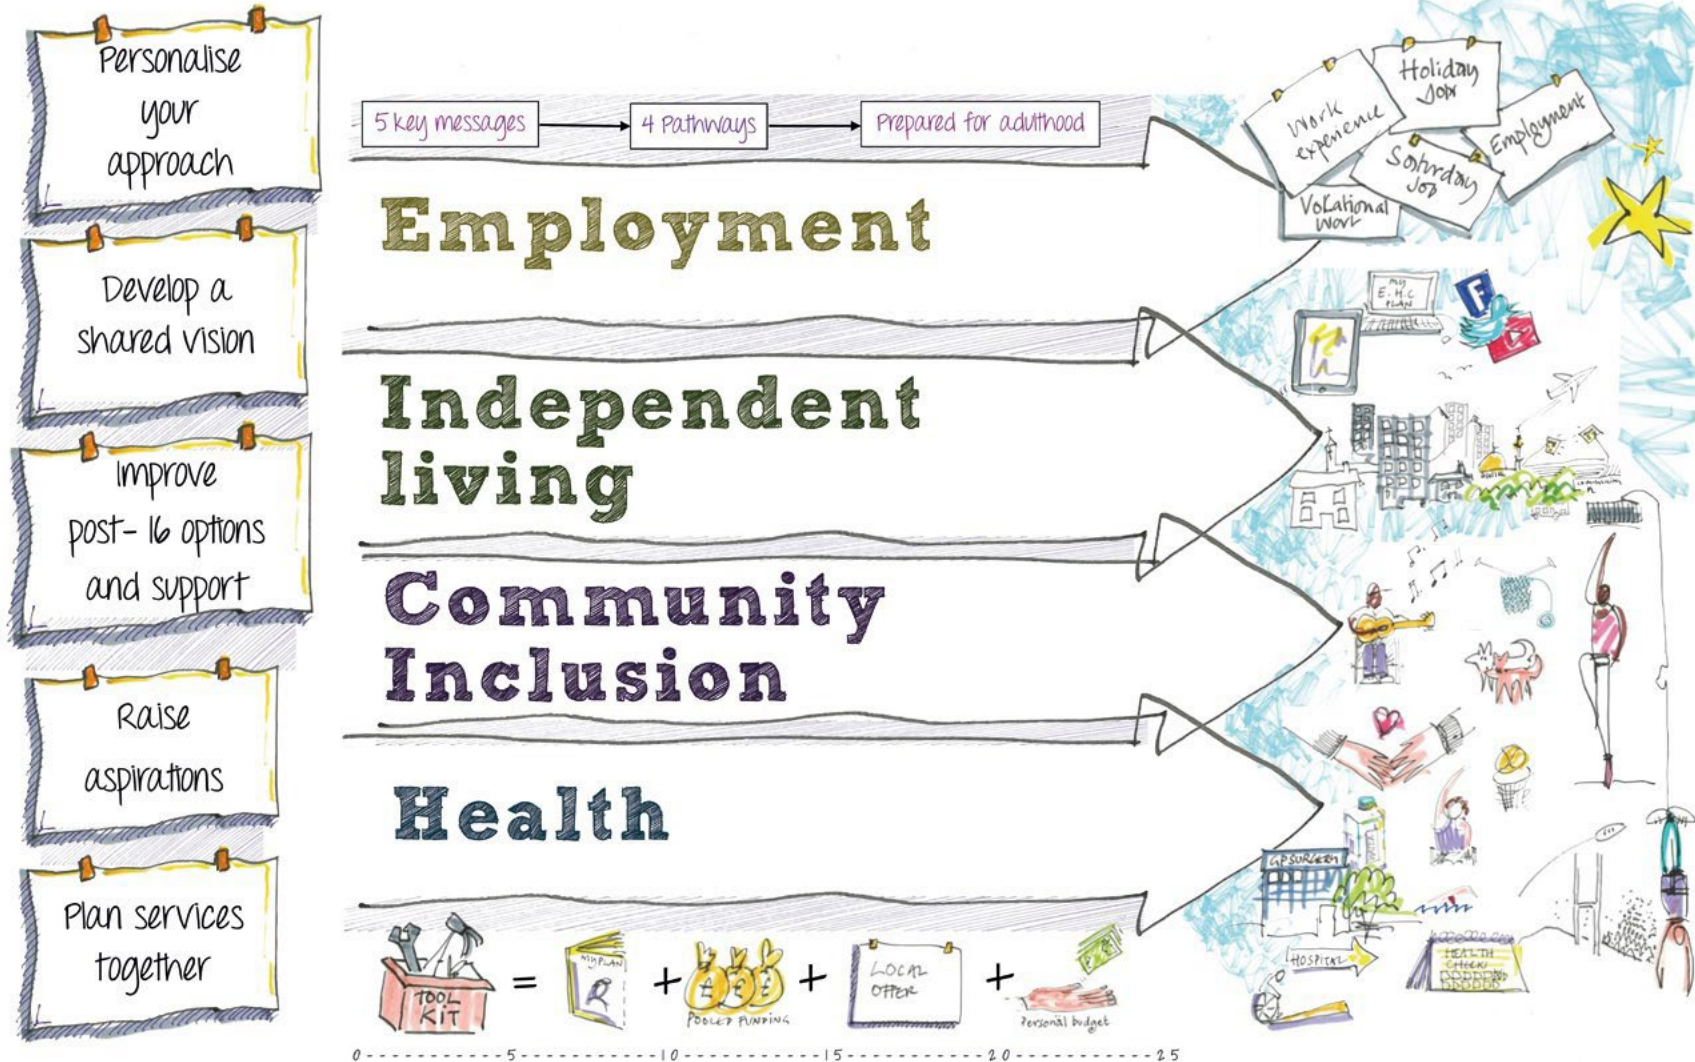 Personalise
your
approach
Develop a
shared vision
Improve
post-16 options
and support
Raise
aspirations
Plan services
together
5 key messages
4 Pathways
Prepared for adulthood
Employment
Independent
living
Community
Inclusion
Health
Work
experience
Holiday
Job
Employment
Saturday
Job
Vocational
Work
MY
E.H.C
PLAN
F
GP SURGERY
HOSPITAL
HEALTH
CHECK
TOOL
KIT
=
MY PLAN
+
£ £ £
POOLED FUNDING
+
LOCAL
OFFER
+
Personal budget
0-----------5-----------10-----------15-----------20-----------25